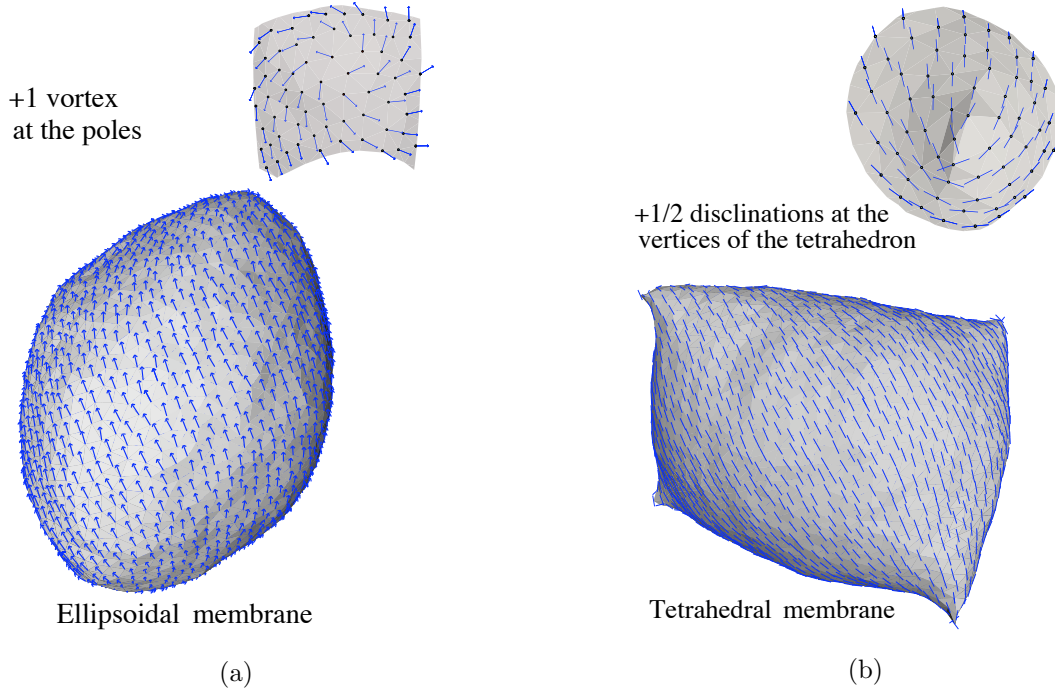 +1 vortex
at the poles
Ellipsoidal membrane
(a)
+1/2 disclinations at the
vertices of the tetrahedron
Tetrahedral membrane
(b)